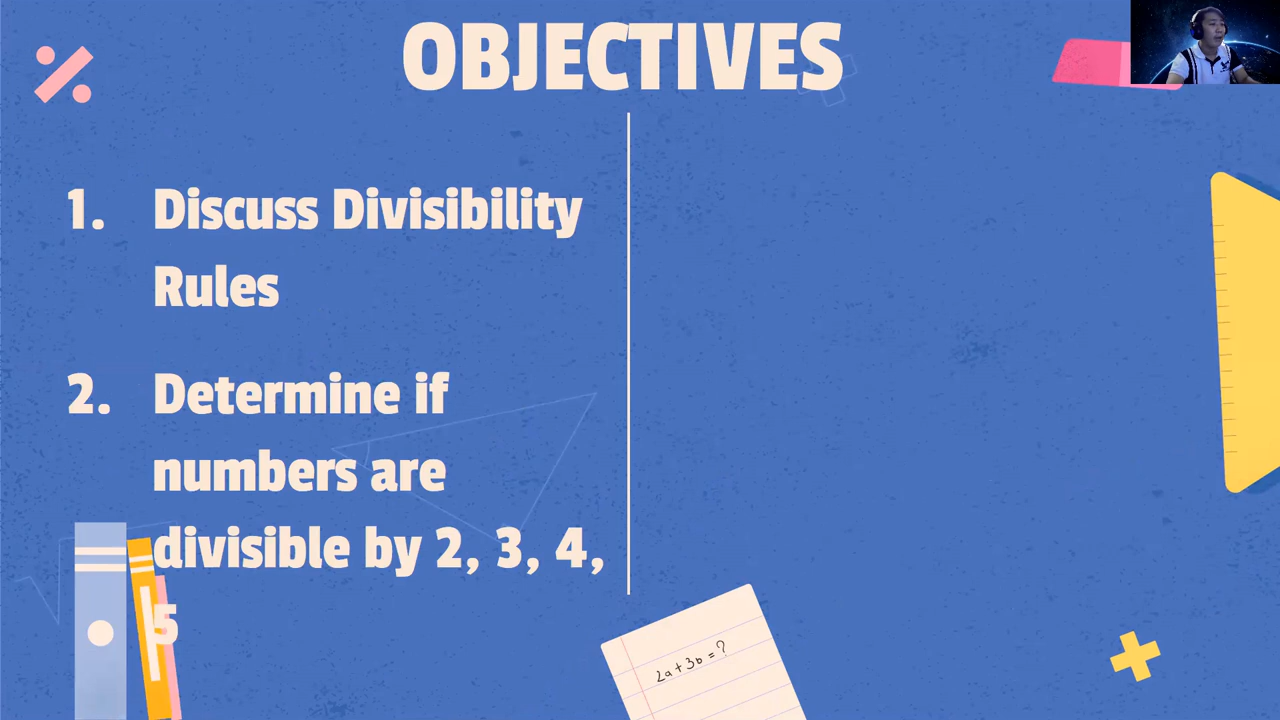 OBJECTIVES
1. Discuss Divisibility
Rules
2. Determine if
numbers are
divisible by 2, 3, 4,
5
2a+3b=?